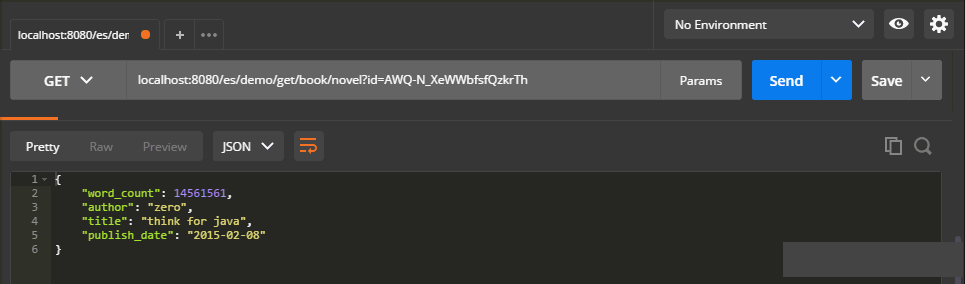 localhost:8080/es/den
No Environment
GET
localhost:8080/es/demo/get/book/novel?id=AWQ-N_XeWWbfsfQzkrTh
Params
Send
Save
Pretty
Raw
Preview
JSON
1 {
2 "word_count": 14561561,
3 "author": "zero",
4 "title": "think for java",
5 "publish_date": "2015-02-08"
6 }